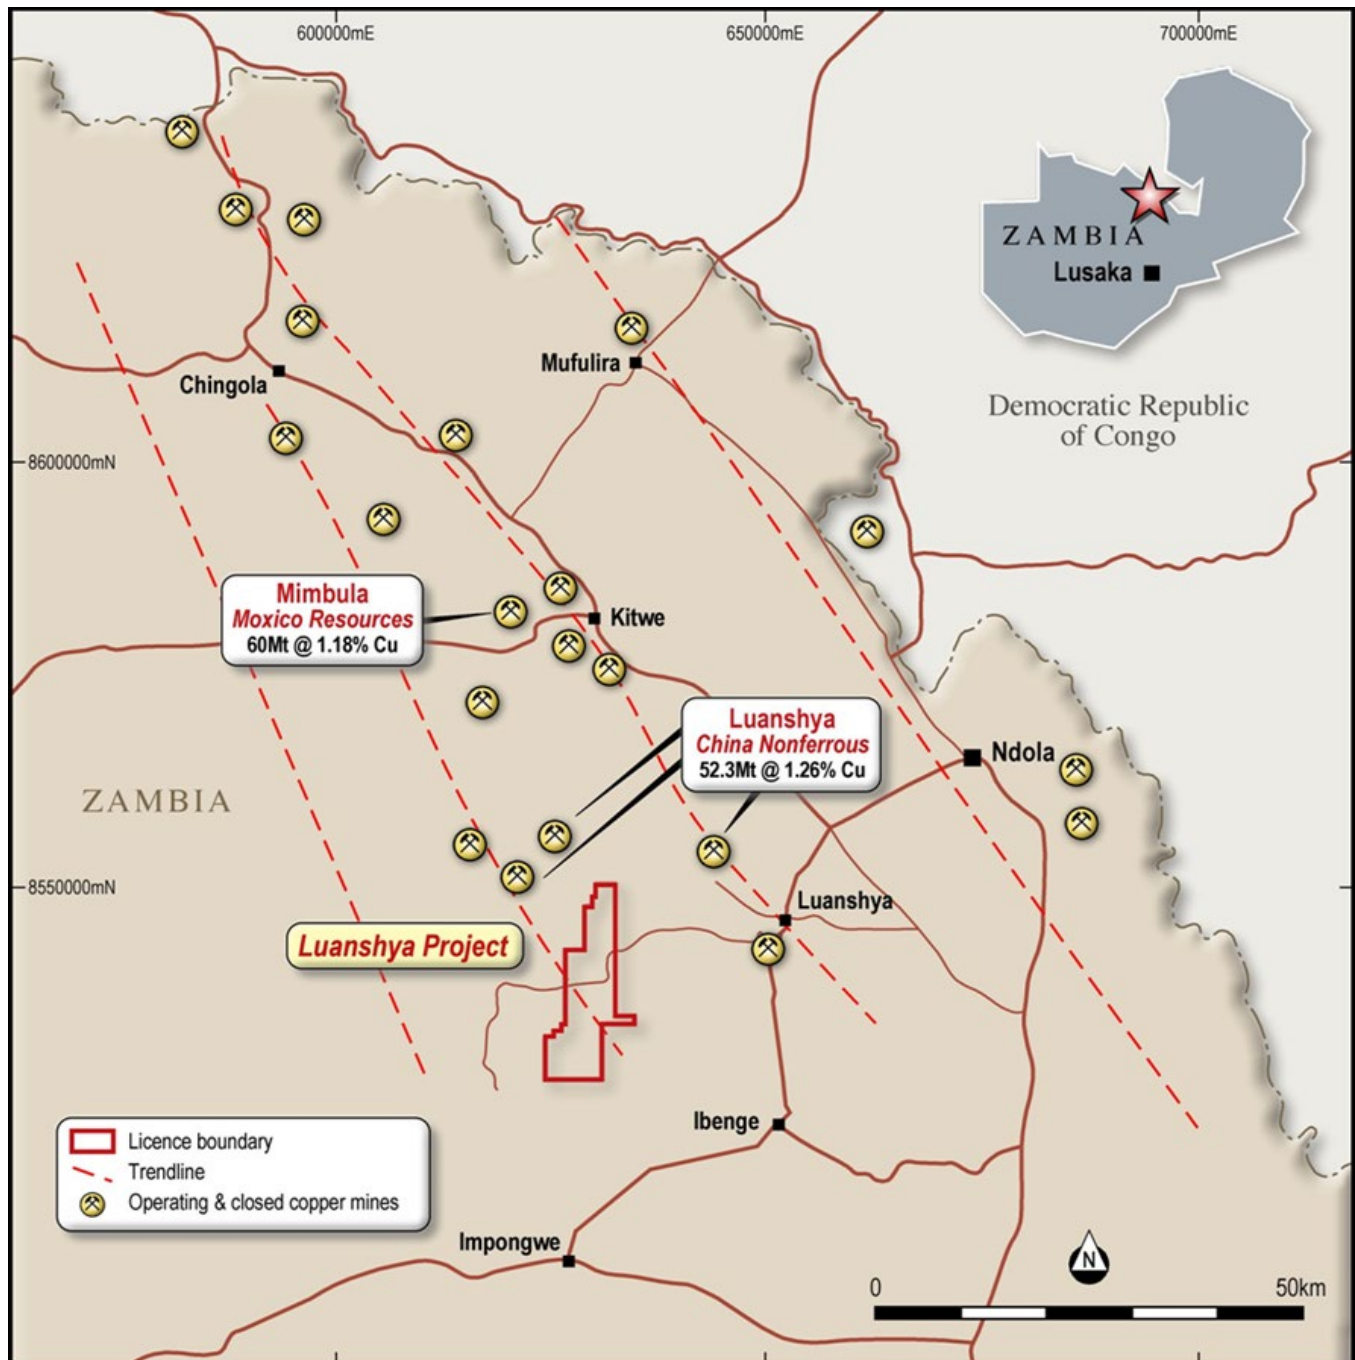 600000mE
650000mE
700000mE
ZAMBIA
Lusaka
Mufulira
Chingola
Democratic Republic
of Congo
8600000mN
Mimbula
Moxico Resources
60Mt @ 1.18% Cu
Kitwe
Luanshya
China Nonferrous
52.3Mt @ 1.26% Cu
Ndola
ZAMBIA
8550000mN
Luanshya
Luanshya Project
Ibenge
Licence boundary
Trendline
Operating & closed copper mines
Impongwe
N
0
50km